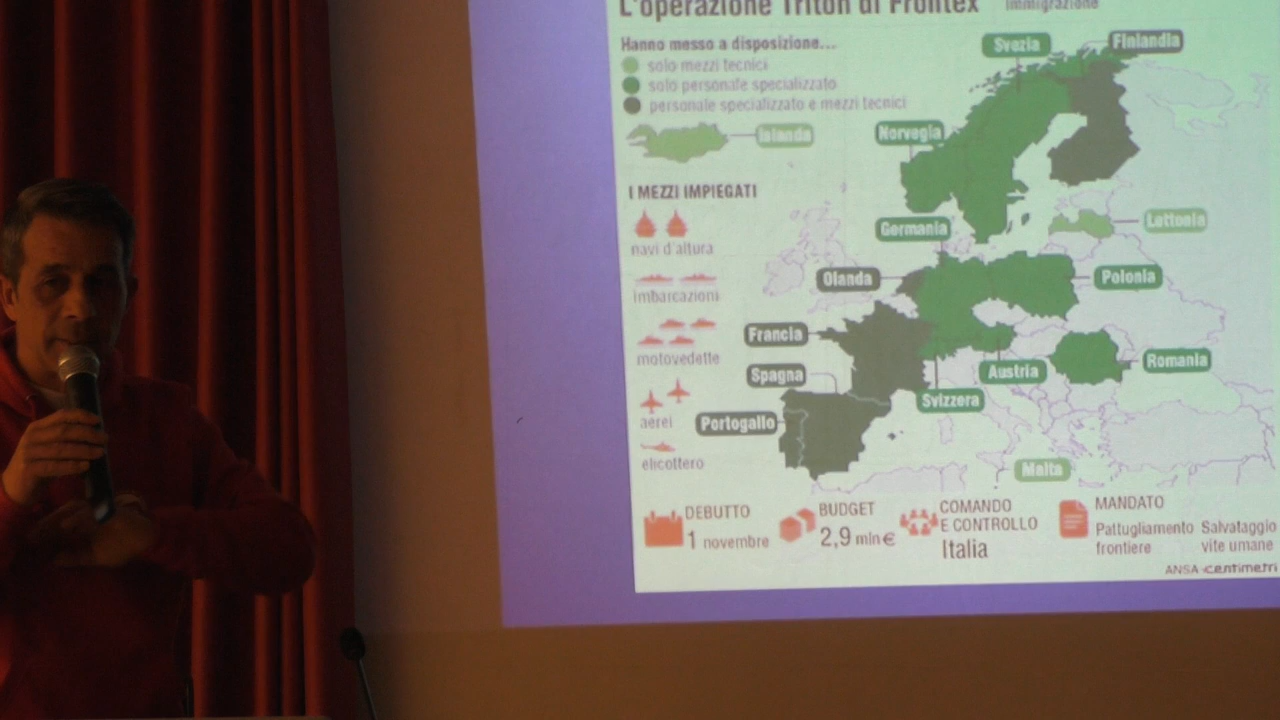 L'operazione Triton di Frontex
Immigrazione
Hanno messo a disposizione...
solo mezzi tecnici
solo personale specializzato
personale specializzato e mezzi tecnici
Svezia
Finlandia
Islanda
Norvegia
I MEZZI IMPIEGATI
navi d'altura
Germania
Lettonia
Olanda
Polonia
imbarcazioni
Francia
motovedette
Spagna
Austria
Romania
Svizzera
Portogallo
aerei
elicottero
Malta
DEBUTTO
1 novembre
BUDGET
2,9 mln €
COMANDO
E CONTROLLO
Italia
MANDATO
Pattugliamento
frontiere
Salvataggio
vite umane
ANSA centimetri